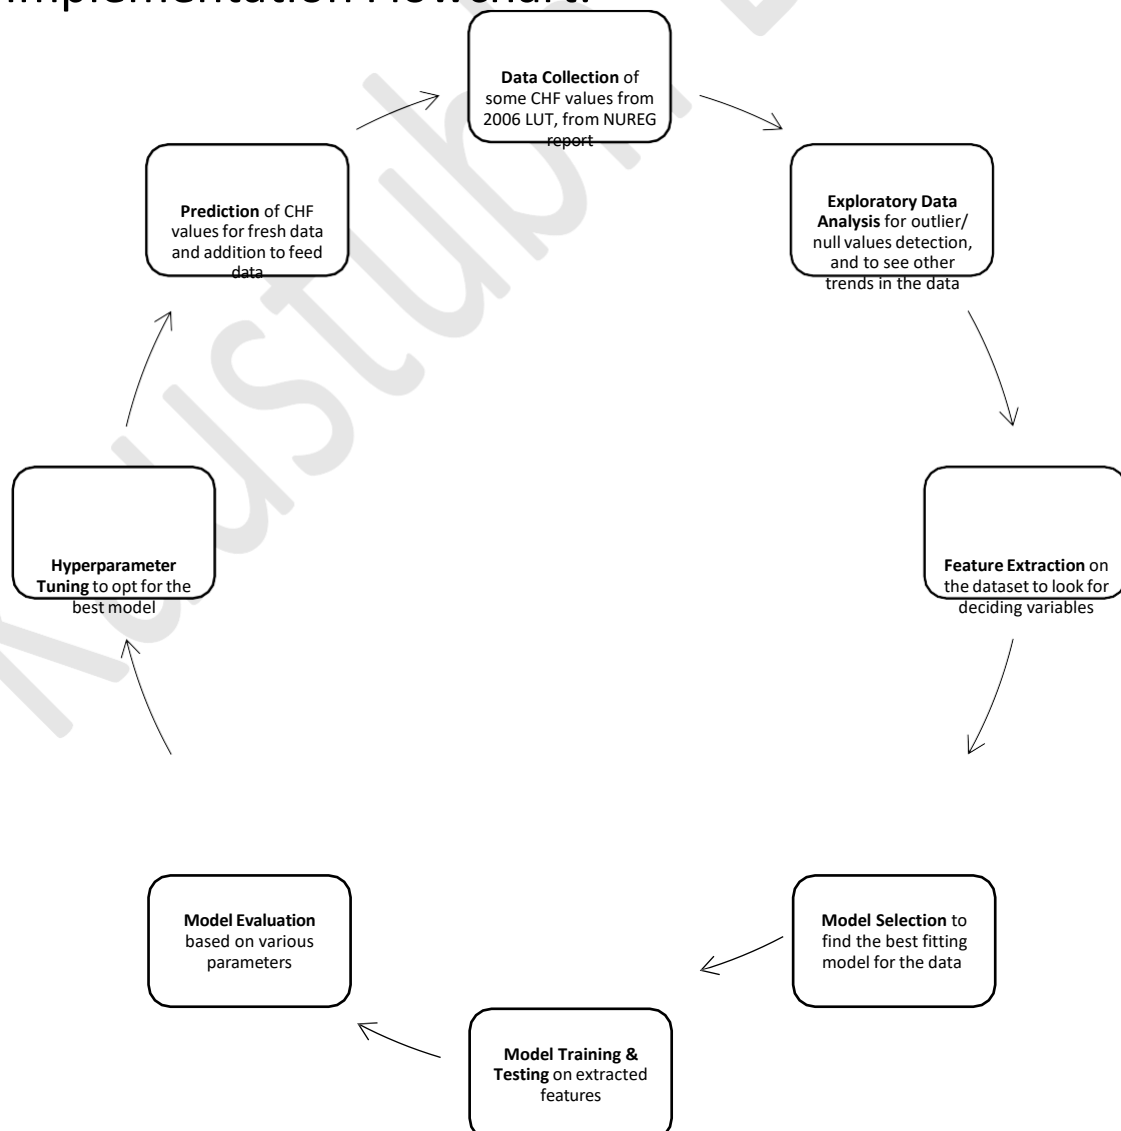 Implementation Flowchart:
Data Collection of
some CHF values from
2006 LUT, from NUREG
report
Exploratory Data
Analysis for outlier/
null values detection,
and to see other
trends in the data
Feature Extraction on
the dataset to look for
deciding variables
Model Selection to
find the best fitting
model for the data
Model Training &
Testing on extracted
features
Model Evaluation
based on various
parameters
Hyperparameter
Tuning to opt for the
best model
Prediction of CHF
values for fresh data
and addition to feed
data